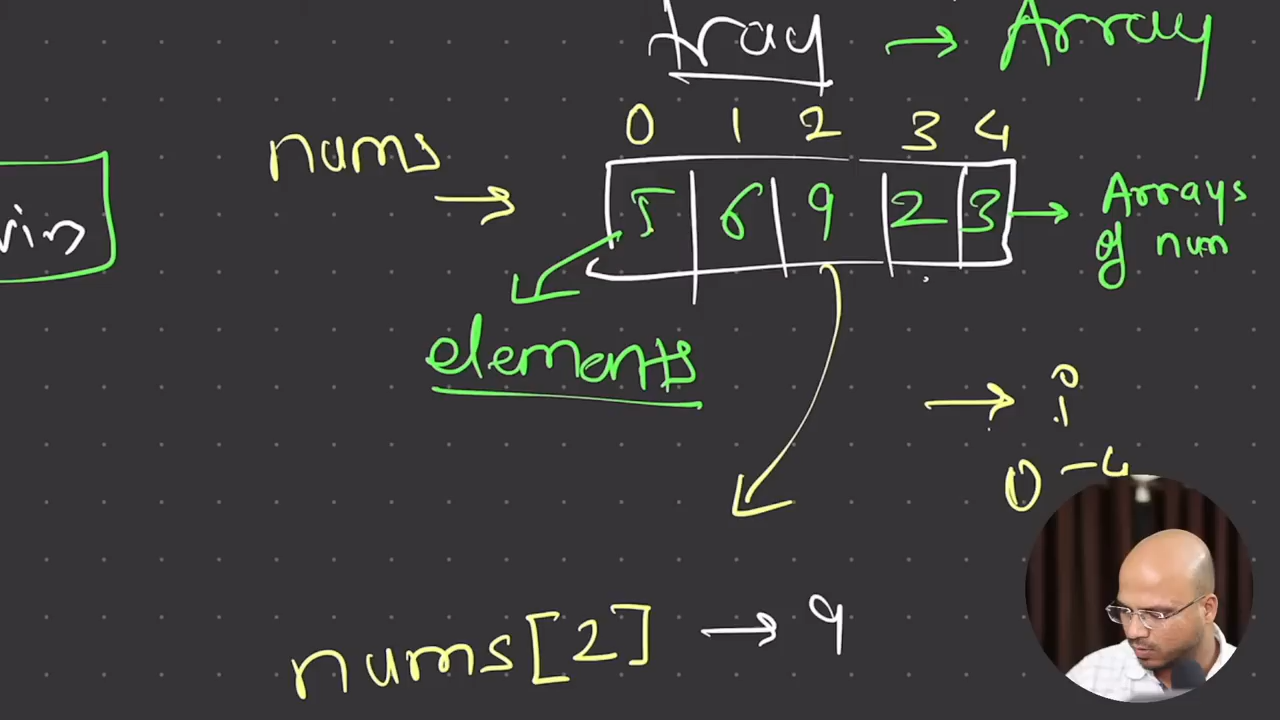 tray → Array
0 1 2 3 4
nums →
5 6 9 2 3
→ Arrays
of num
elements
→ i
0 - 4
nums[2] → 9